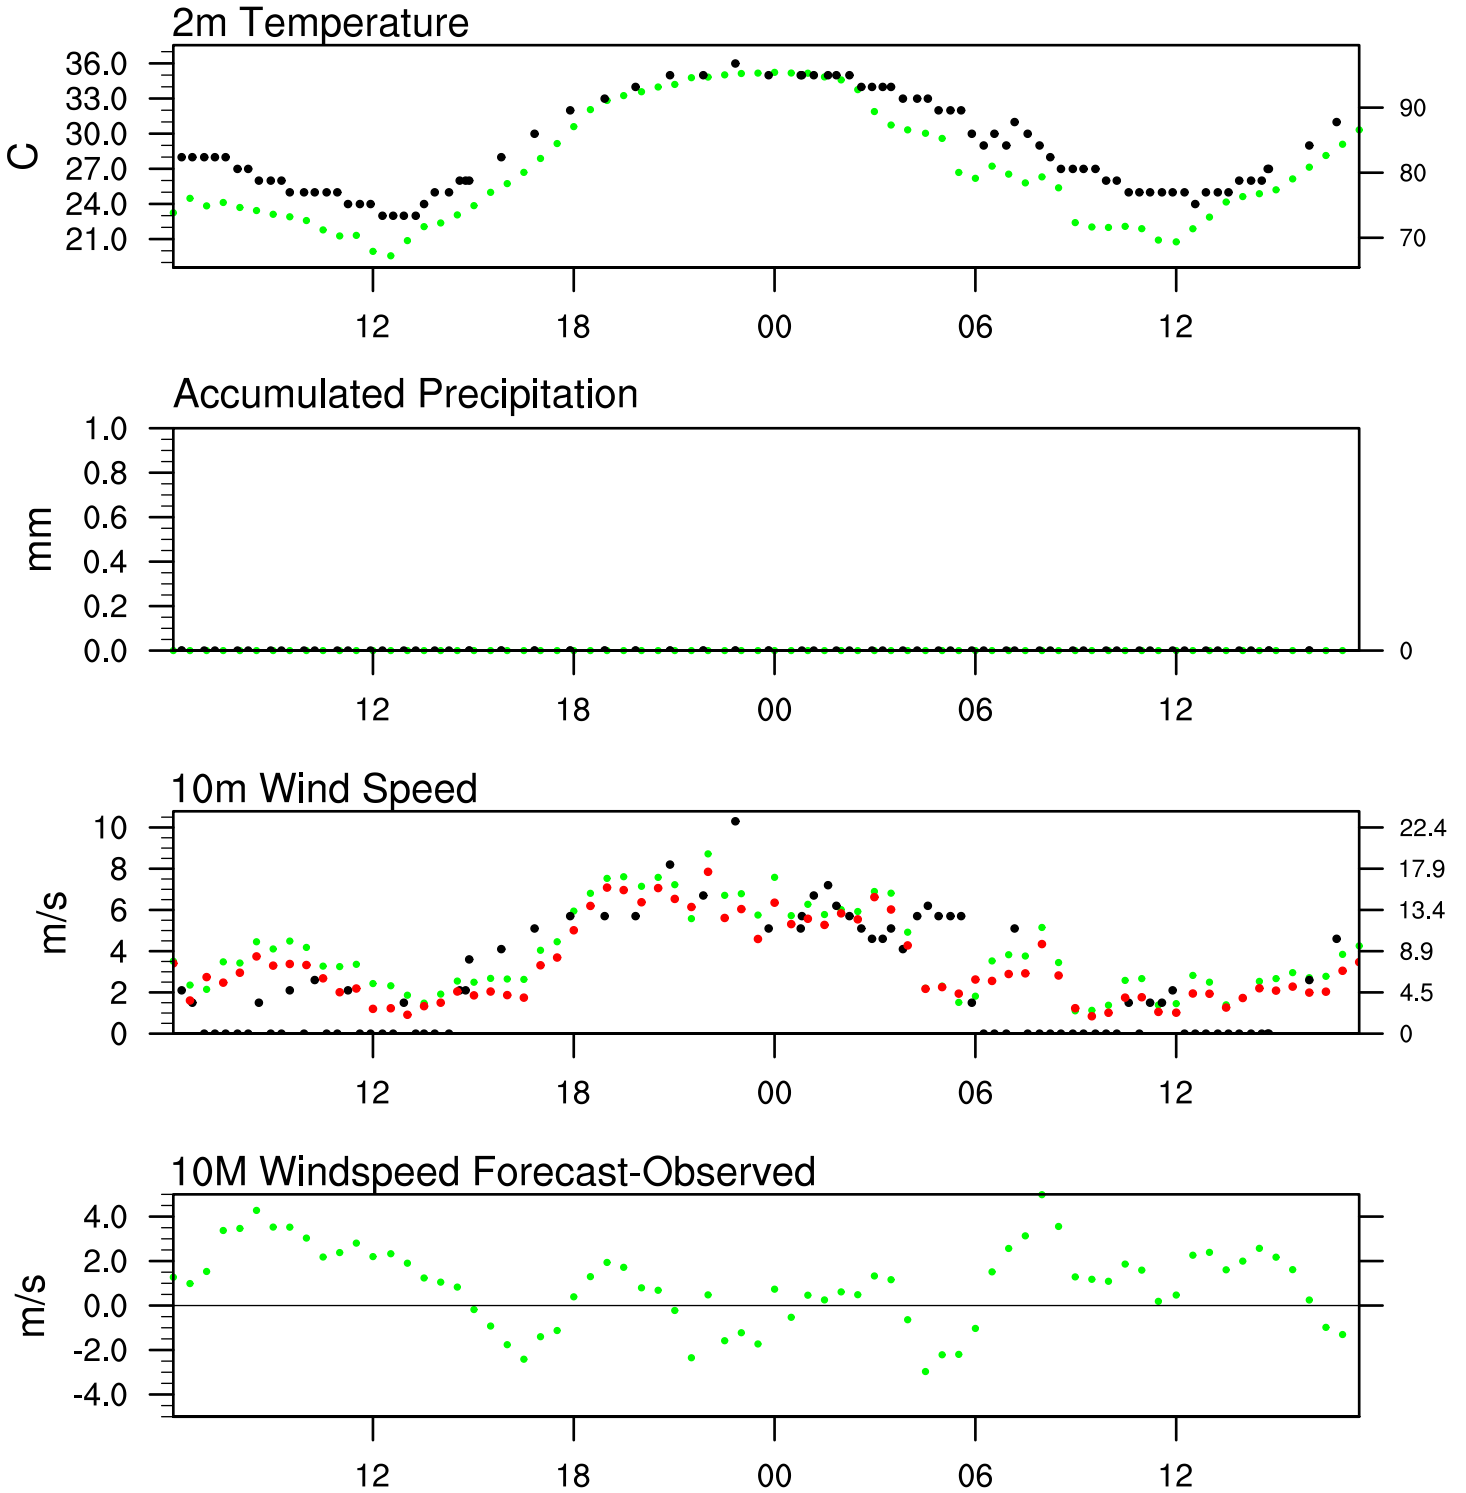 2m Temperature
36.0
33.0
30.0
27.0
24.0
21.0
C
90
80
70
12 18 00 06 12
Accumulated Precipitation
1.0
0.8
0.6
0.4
0.2
0.0
mm
0
12 18 00 06 12
10m Wind Speed
10
8
6
4
2
0
m/s
22.4
17.9
13.4
8.9
4.5
0
12 18 00 06 12
10M Windspeed Forecast-Observed
4.0
2.0
0.0
-2.0
-4.0
m/s
12 18 00 06 12